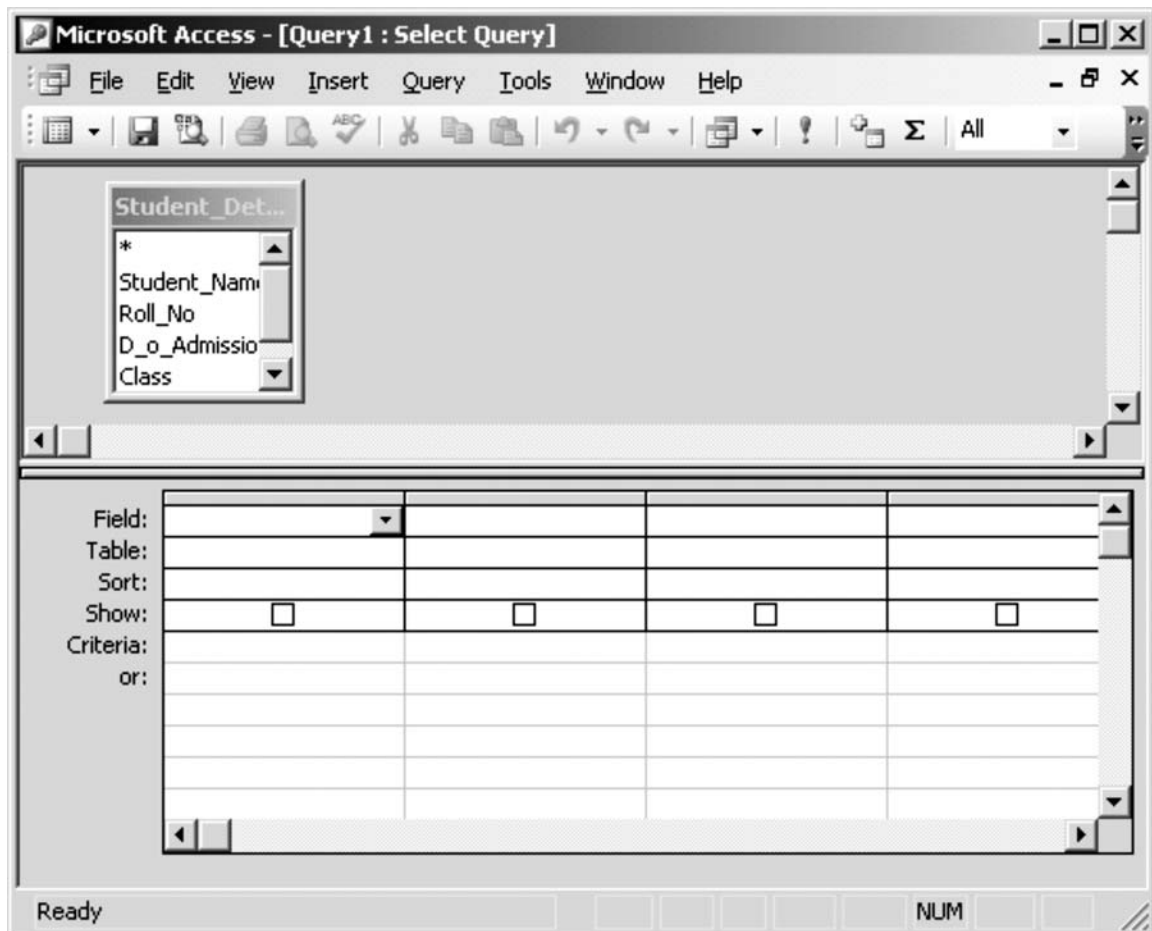 Microsoft Access - [Query1 : Select Query]
File Edit View Insert Query Tools Window Help
ABC Σ All
Student_Det...
*
Student_Nam
Roll_No
D_o_Admissio
Class
Field:
Table:
Sort:
Show:
Criteria:
or:
Ready NUM